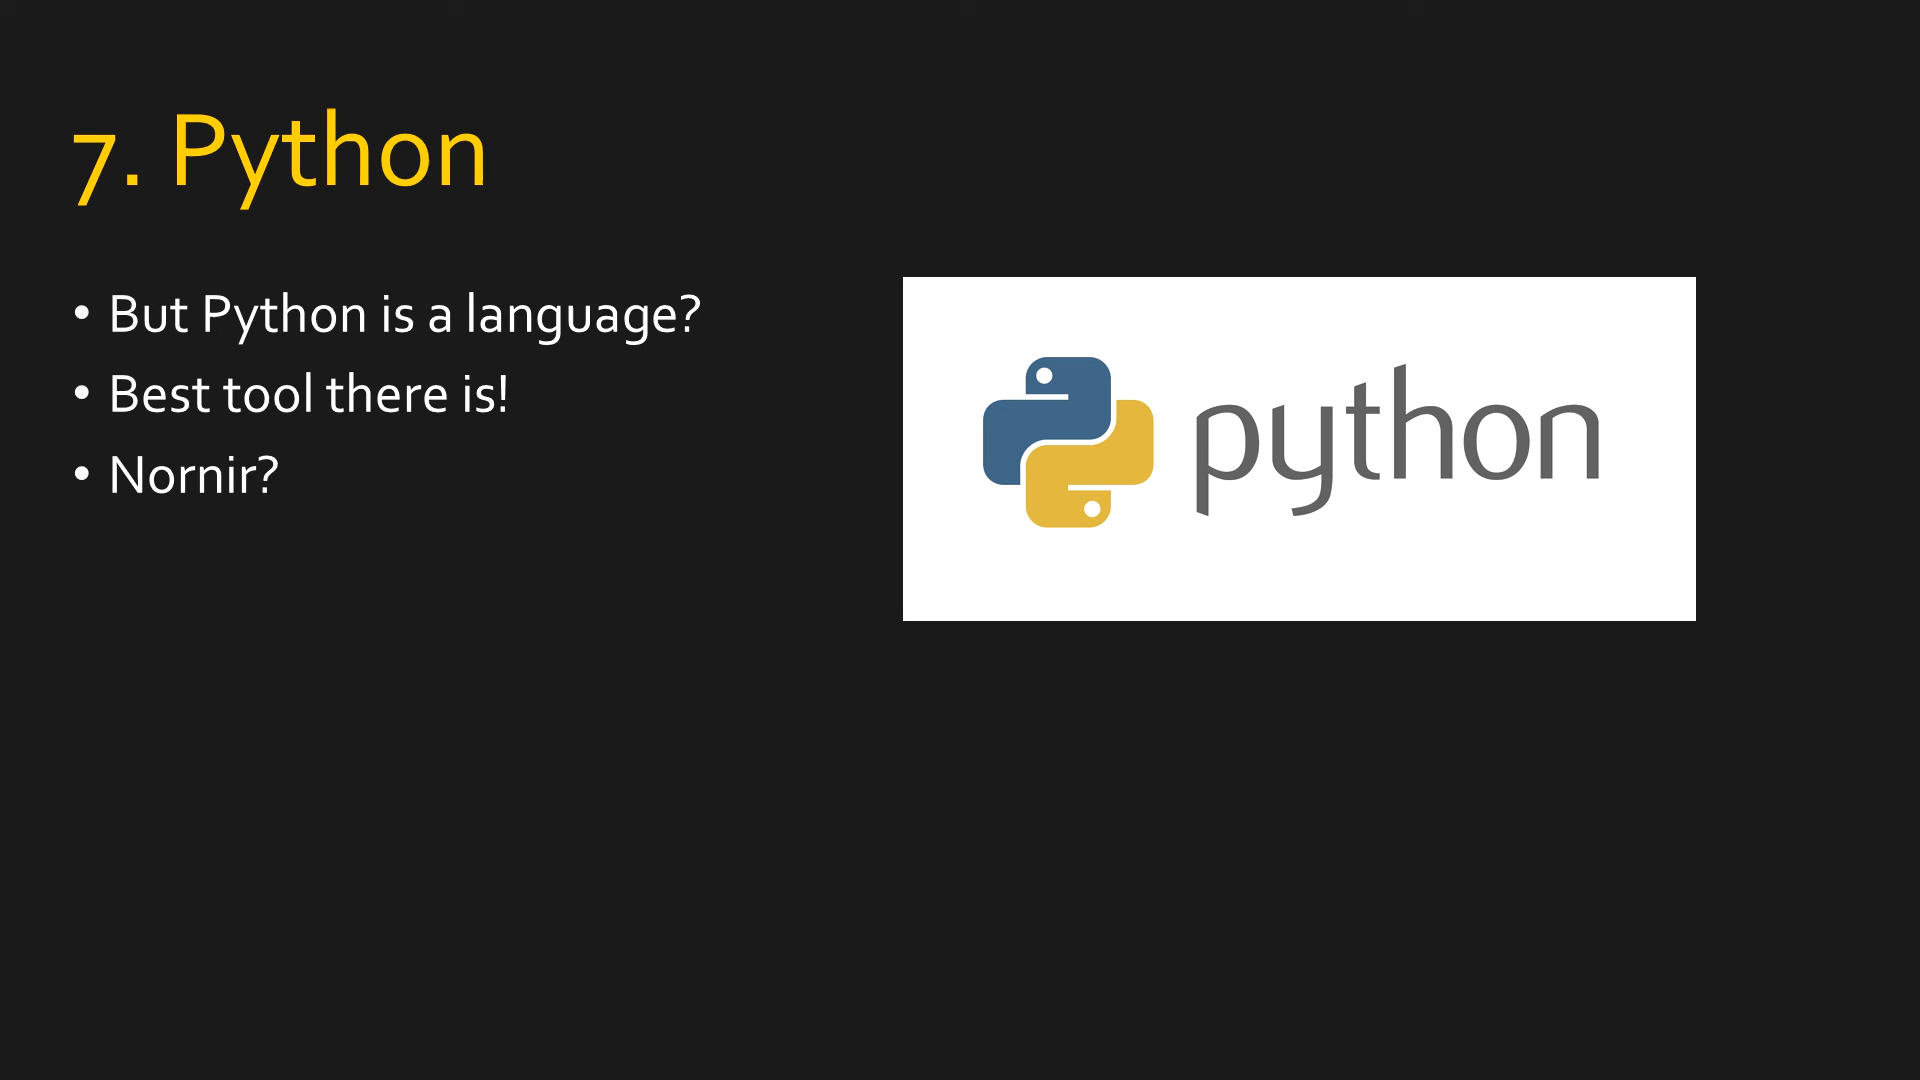 7. Python
• But Python is a language?
• Best tool there is!
• Nornir?
python